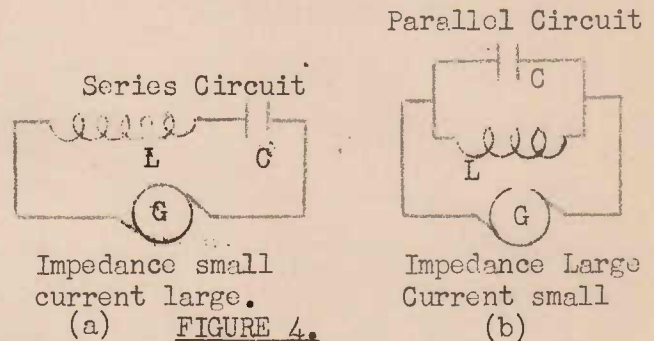 Parallel Circuit
Series Circuit
C
L
C
L
G
G
Impedance small
current large.
Impedance Large
Current small
(a)
FIGURE 4.
(b)